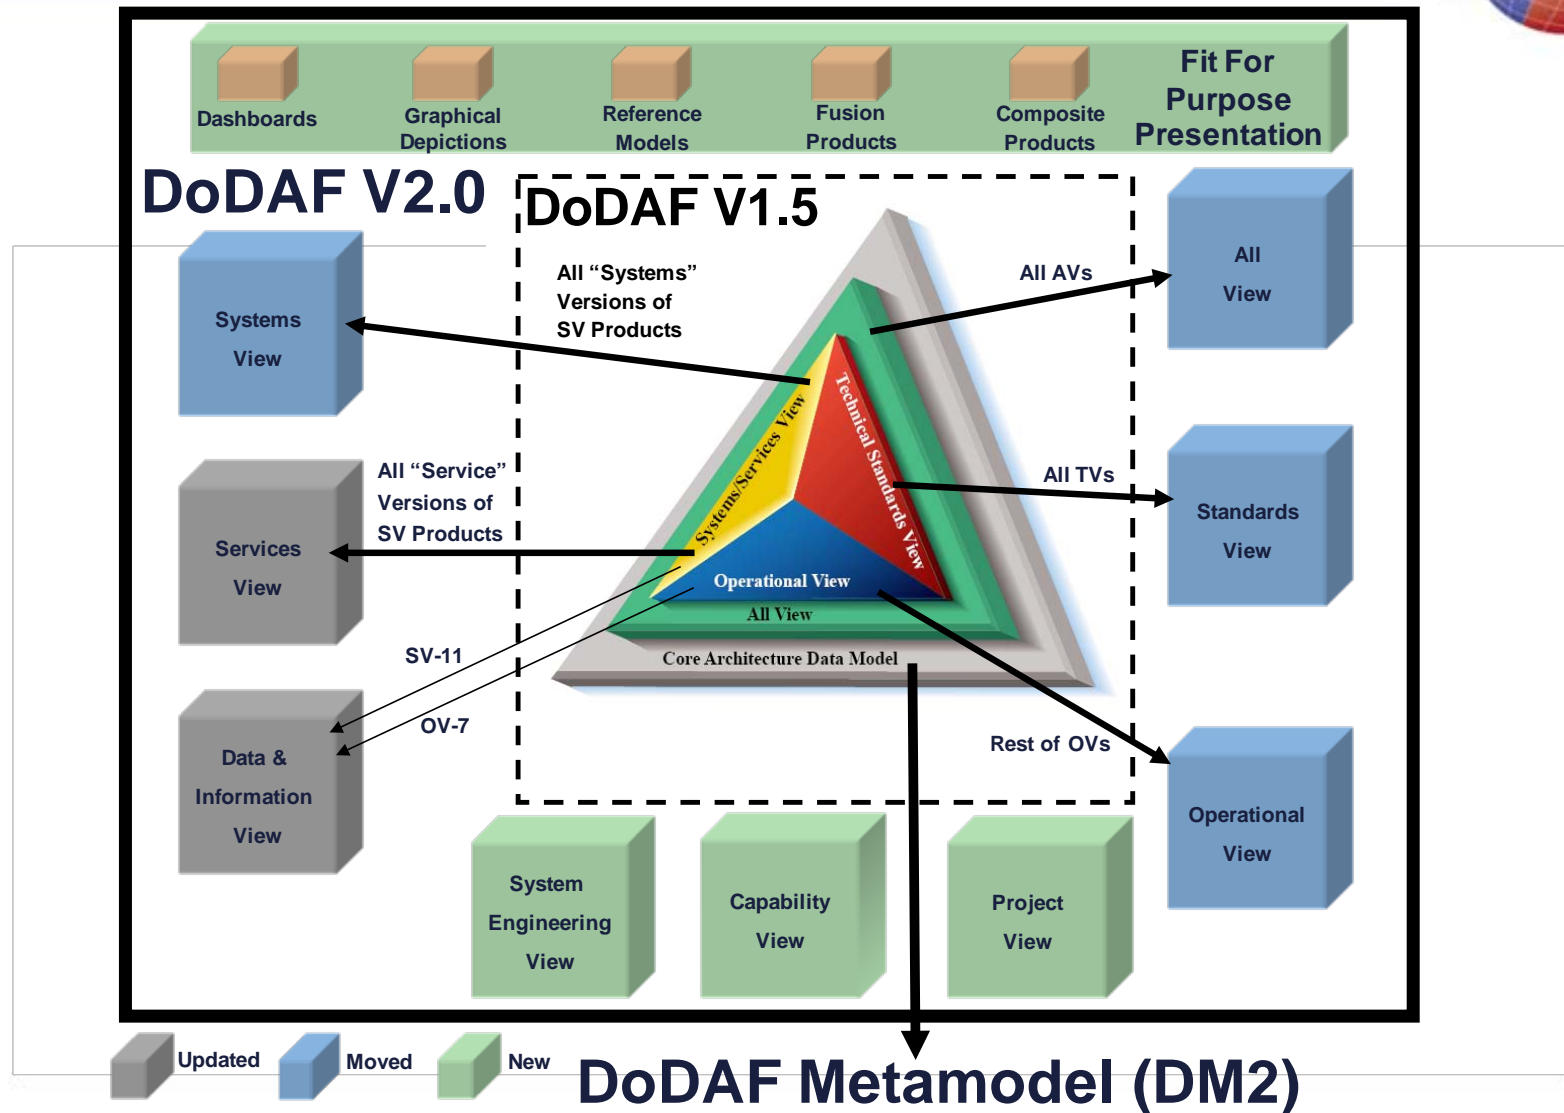 Fit For
Purpose
Presentation
Dashboards
Graphical
Depictions
Reference
Models
Fusion
Products
Composite
Products
DoDAF V2.0
DoDAF V1.5
All “Systems”
Versions of
SV Products
All AVs
All
View
Systems
View
All “Service”
Versions of
SV Products
All TVs
Standards
View
Services
View
Systems/Services View
Technical Standards View
Operational View
All View
Core Architecture Data Model
SV-11
OV-7
Rest of OVs
Data &
Information
View
Operational
View
System
Engineering
View
Capability
View
Project
View
Updated
Moved
New
DoDAF Metamodel (DM2)